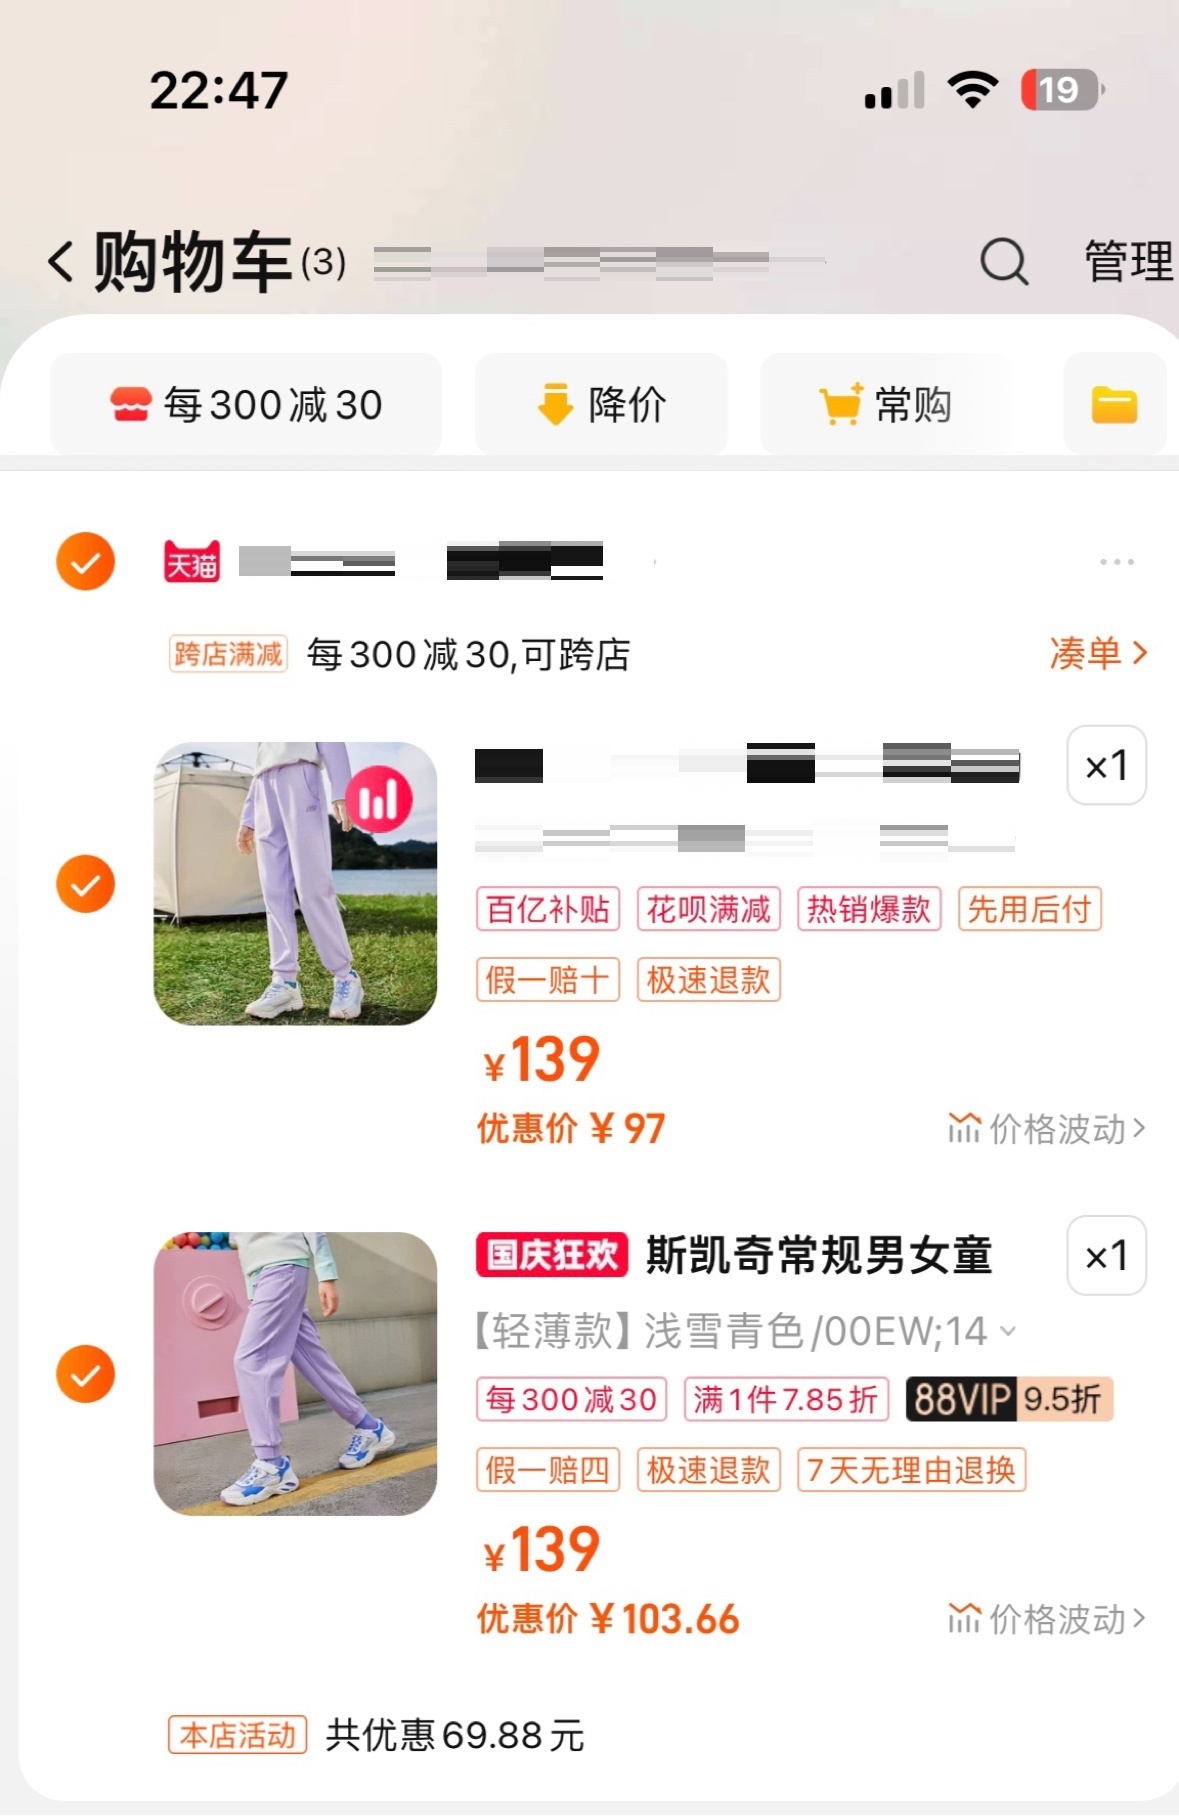 22:47
19
购物车(3)
管理
每300减30
降价
常购
天猫
跨店满减 每300减30,可跨店
凑单
×1
百亿补贴 花呗满减 热销爆款 先用后付
假一赔十 极速退款
¥139
优惠价 ¥97
价格波动
国庆狂欢 斯凯奇常规男女童
×1
【轻薄款】浅雪青色/00EW;14
每300减30 满1件7.85折 88VIP 9.5折
假一赔四 极速退款 7天无理由退换
¥139
优惠价 ¥103.66
价格波动
本店活动 共优惠69.88元